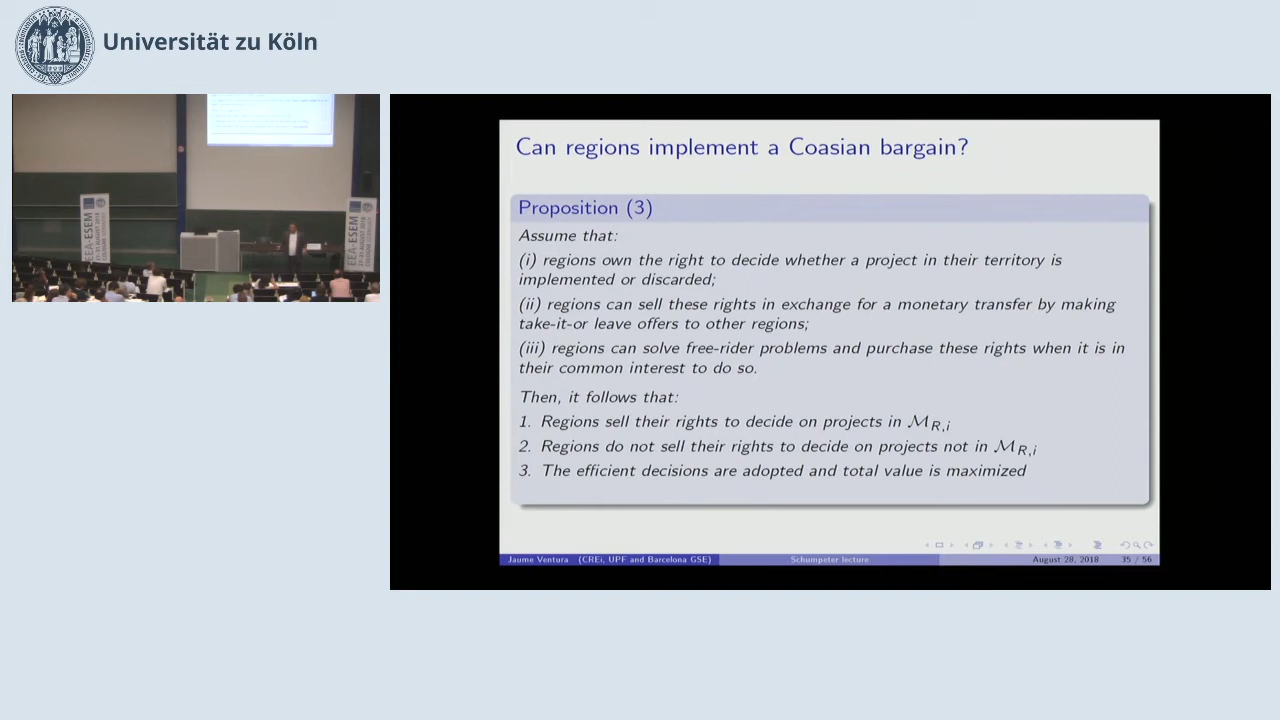 Universität zu Köln
EEA-ESEM
EEA-ESEM
Can regions implement a Coasian bargain?
Proposition (3)
Assume that:
(i) regions own the right to decide whether a project in their territory is
implemented or discarded;
(ii) regions can sell these rights in exchange for a monetary transfer by making
take-it-or leave offers to other regions;
(iii) regions can solve free-rider problems and purchase these rights when it is in
their common interest to do so.
Then, it follows that:
1. Regions sell their rights to decide on projects in ℳR,i
2. Regions do not sell their rights to decide on projects not in ℳR,i
3. The efficient decisions are adopted and total value is maximized
Jaume Ventura (CREi, UPF and Barcelona GSE) Schumpeter lecture August 28, 2018 35 / 56